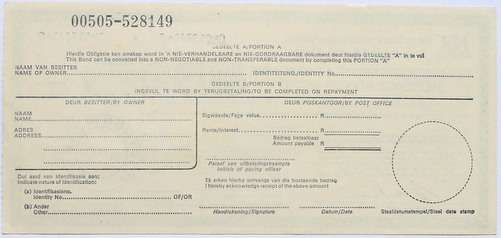 00505-528149
GEDEELTE A/PORTION A
Hierdie Obligasie kan omskep word in 'n NIE-VERHANDELBARE en NIE-OORDRAAGBARE dokument deur hierdie GEDEELTE "A" in te vul
This Bond can be converted into a NON-NEGOTIABLE and NON-TRANSFERABLE document by completing this PORTION "A"
NAAM VAN BESITTER
NAME OF OWNER IDENTITEITSNO./IDENTITY No.
GEDEELTE B/PORTION B
INGEVUL TE WORD BY TERUGBETALING/TO BE COMPLETED ON REPAYMENT
DEUR BESITTER/BY OWNER
NAAM
NAME
ADRES
ADDRESS
DEUR POSKANTOOR/BY POST OFFICE
Sigwaarde/Face value R
Rente/Interest R
Bedrag betaalbaar
Amount payable R
Paraaf van uitbetalingsbeampte
Initials of paying officer
Dui aard van identifikasie aan:
Indicate nature of identification:
(a) Identifikasieno.
Identity No. OF/OR
(b) Ander
Other
Ek erken hierby ontvangs van die bostaande bedrag
I hereby acknowledge receipt of the above amount
Handtekening/Signature Datum/Date Staaldatumstempel/Steel date stamp